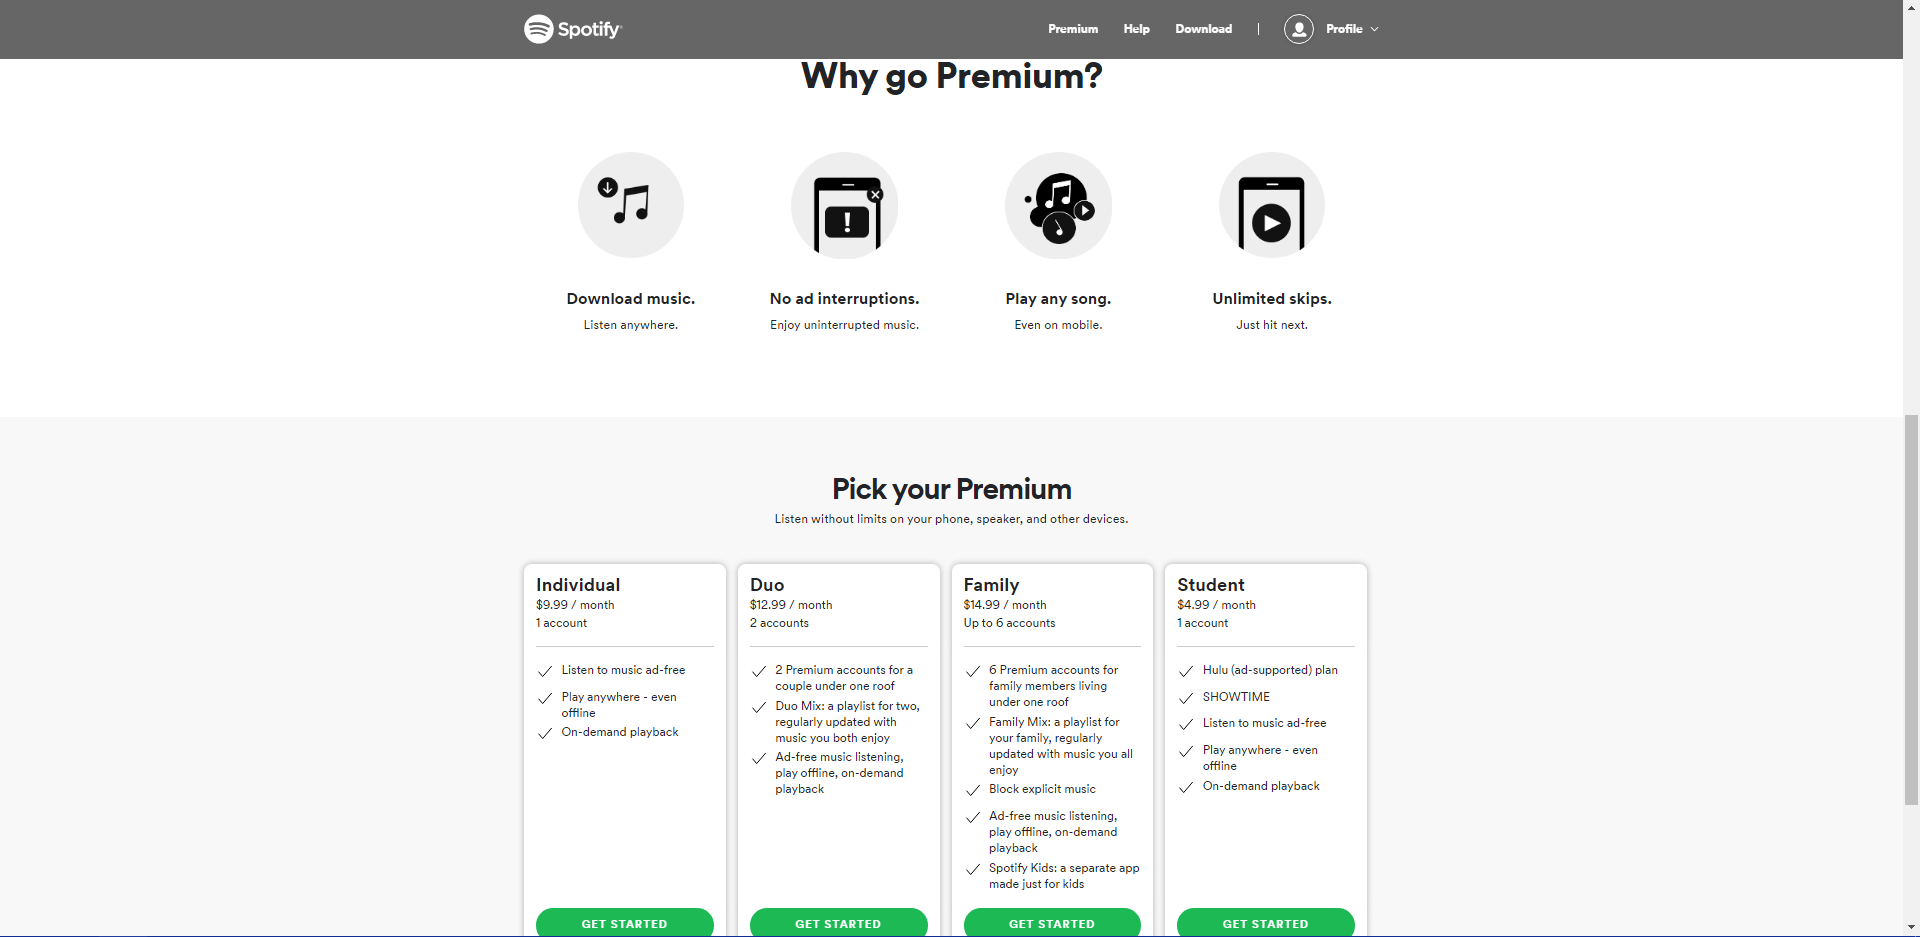 Spotify
Premium Help Download | Profile
Why go Premium?
Download music.
Listen anywhere.
No ad interruptions.
Enjoy uninterrupted music.
Play any song.
Even on mobile.
Unlimited skips.
Just hit next.
Pick your Premium
Listen without limits on your phone, speaker, and other devices.
Individual
$9.99 / month
1 account
Listen to music ad-free
Play anywhere - even
offline
On-demand playback
GET STARTED
Duo
$12.99 / month
2 accounts
2 Premium accounts for a
couple under one roof
Duo Mix: a playlist for two,
regularly updated with
music you both enjoy
Ad-free music listening,
play offline, on-demand
playback
GET STARTED
Family
$14.99 / month
Up to 6 accounts
6 Premium accounts for
family members living
under one roof
Family Mix: a playlist for
your family, regularly
updated with music you all
enjoy
Block explicit music
Ad-free music listening,
play offline, on-demand
playback
Spotify Kids: a separate app
made just for kids
GET STARTED
Student
$4.99 / month
1 account
Hulu (ad-supported) plan
SHOWTIME
Listen to music ad-free
Play anywhere - even
offline
On-demand playback
GET STARTED